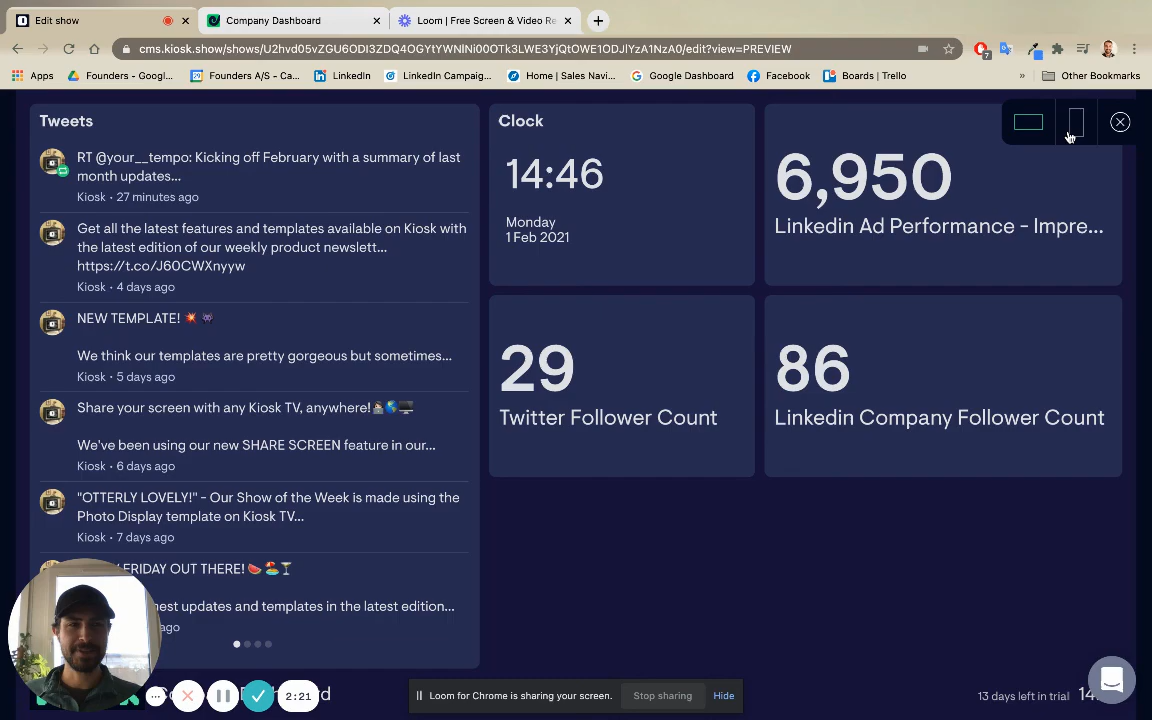 Edit show
Company Dashboard
Loom | Free Screen & Video Re
cms.kiosk.show/shows/U2hvd05vZGU6ODI3ZDQ4OGYtYWNINi00OTk3LWE3YjQtOWE1ODJlYzA1NzA0/edit?view=PREVIEW
7
Apps
Founders - Googl...
Founders A/S - Ca...
LinkedIn
LinkedIn Campaig...
Home | Sales Navi...
Google Dashboard
Facebook
Boards | Trello
»
Other Bookmarks
Tweets
RT @your__tempo: Kicking off February with a summary of last
month updates...
Kiosk · 27 minutes ago
Get all the latest features and templates available on Kiosk with
the latest edition of our weekly product newslett...
https://t.co/J60CWXnyyw
Kiosk · 4 days ago
NEW TEMPLATE! 💥 👾
We think our templates are pretty gorgeous but sometimes...
Kiosk · 5 days ago
Share your screen with any Kiosk TV, anywhere!
We've been using our new SHARE SCREEN feature in our...
Kiosk · 6 days ago
"OTTERLY LOVELY!" - Our Show of the Week is made using the
Photo Display template on Kiosk TV...
Kiosk · 7 days ago
FRIDAY OUT THERE! 🍉 🏖 🍸
updates and templates in the latest edition...
ago
Clock
14:46
Monday
1 Feb 2021
6,950
Linkedin Ad Performance - Impre...
29
Twitter Follower Count
86
Linkedin Company Follower Count
2:21
Loom for Chrome is sharing your screen.
Stop sharing
Hide
13 days left in trial